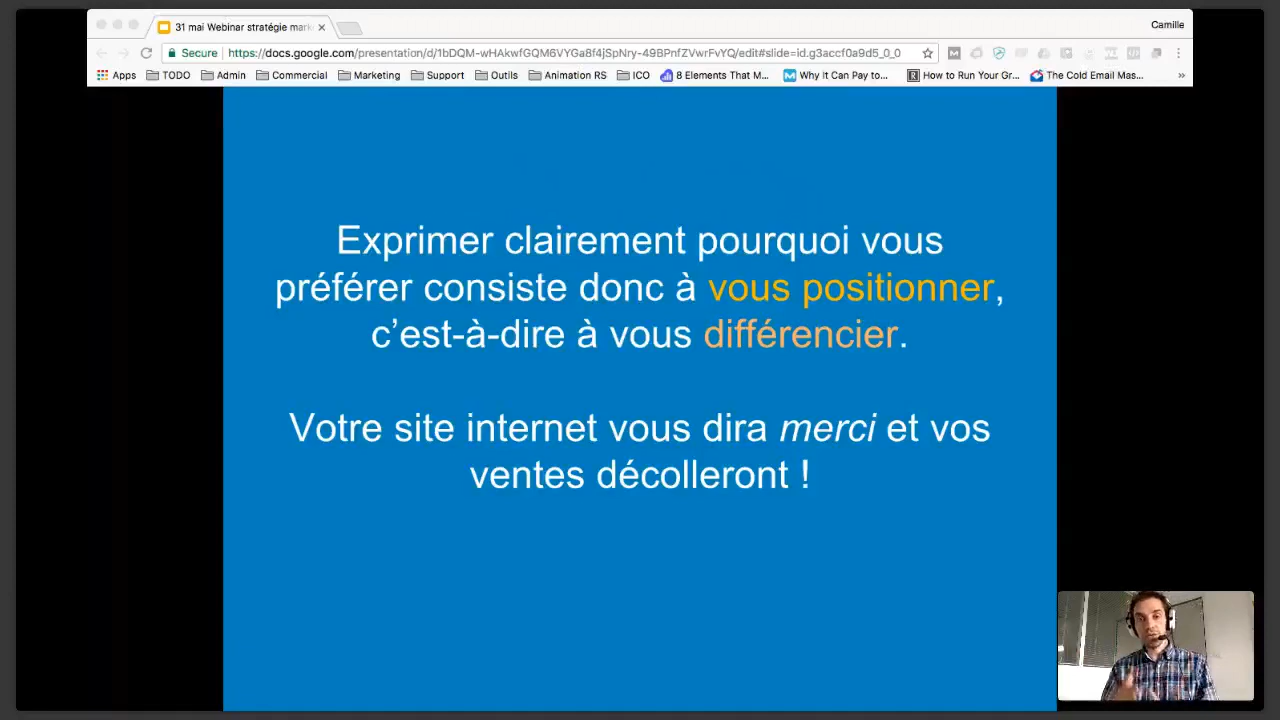 31 mai Webinar stratégie mark
Camille
Secure
https://docs.google.com/presentation/d/1bDQM-wHAkwfGQM6VYGa8f4jSpNry-49BPnfZVwrFvYQ/edit#slide=id.g3accf0a9d5_0_0
Apps TODO Admin Commercial Marketing Support Outils Animation RS ICO 8 Elements That M... Why it Can Pay to... How to Run Your Gr... The Cold Email Mas... »
Exprimer clairement pourquoi vous
préférer consiste donc à vous positionner,
c’est-à-dire à vous différencier.
Votre site internet vous dira merci et vos
ventes décolleront !